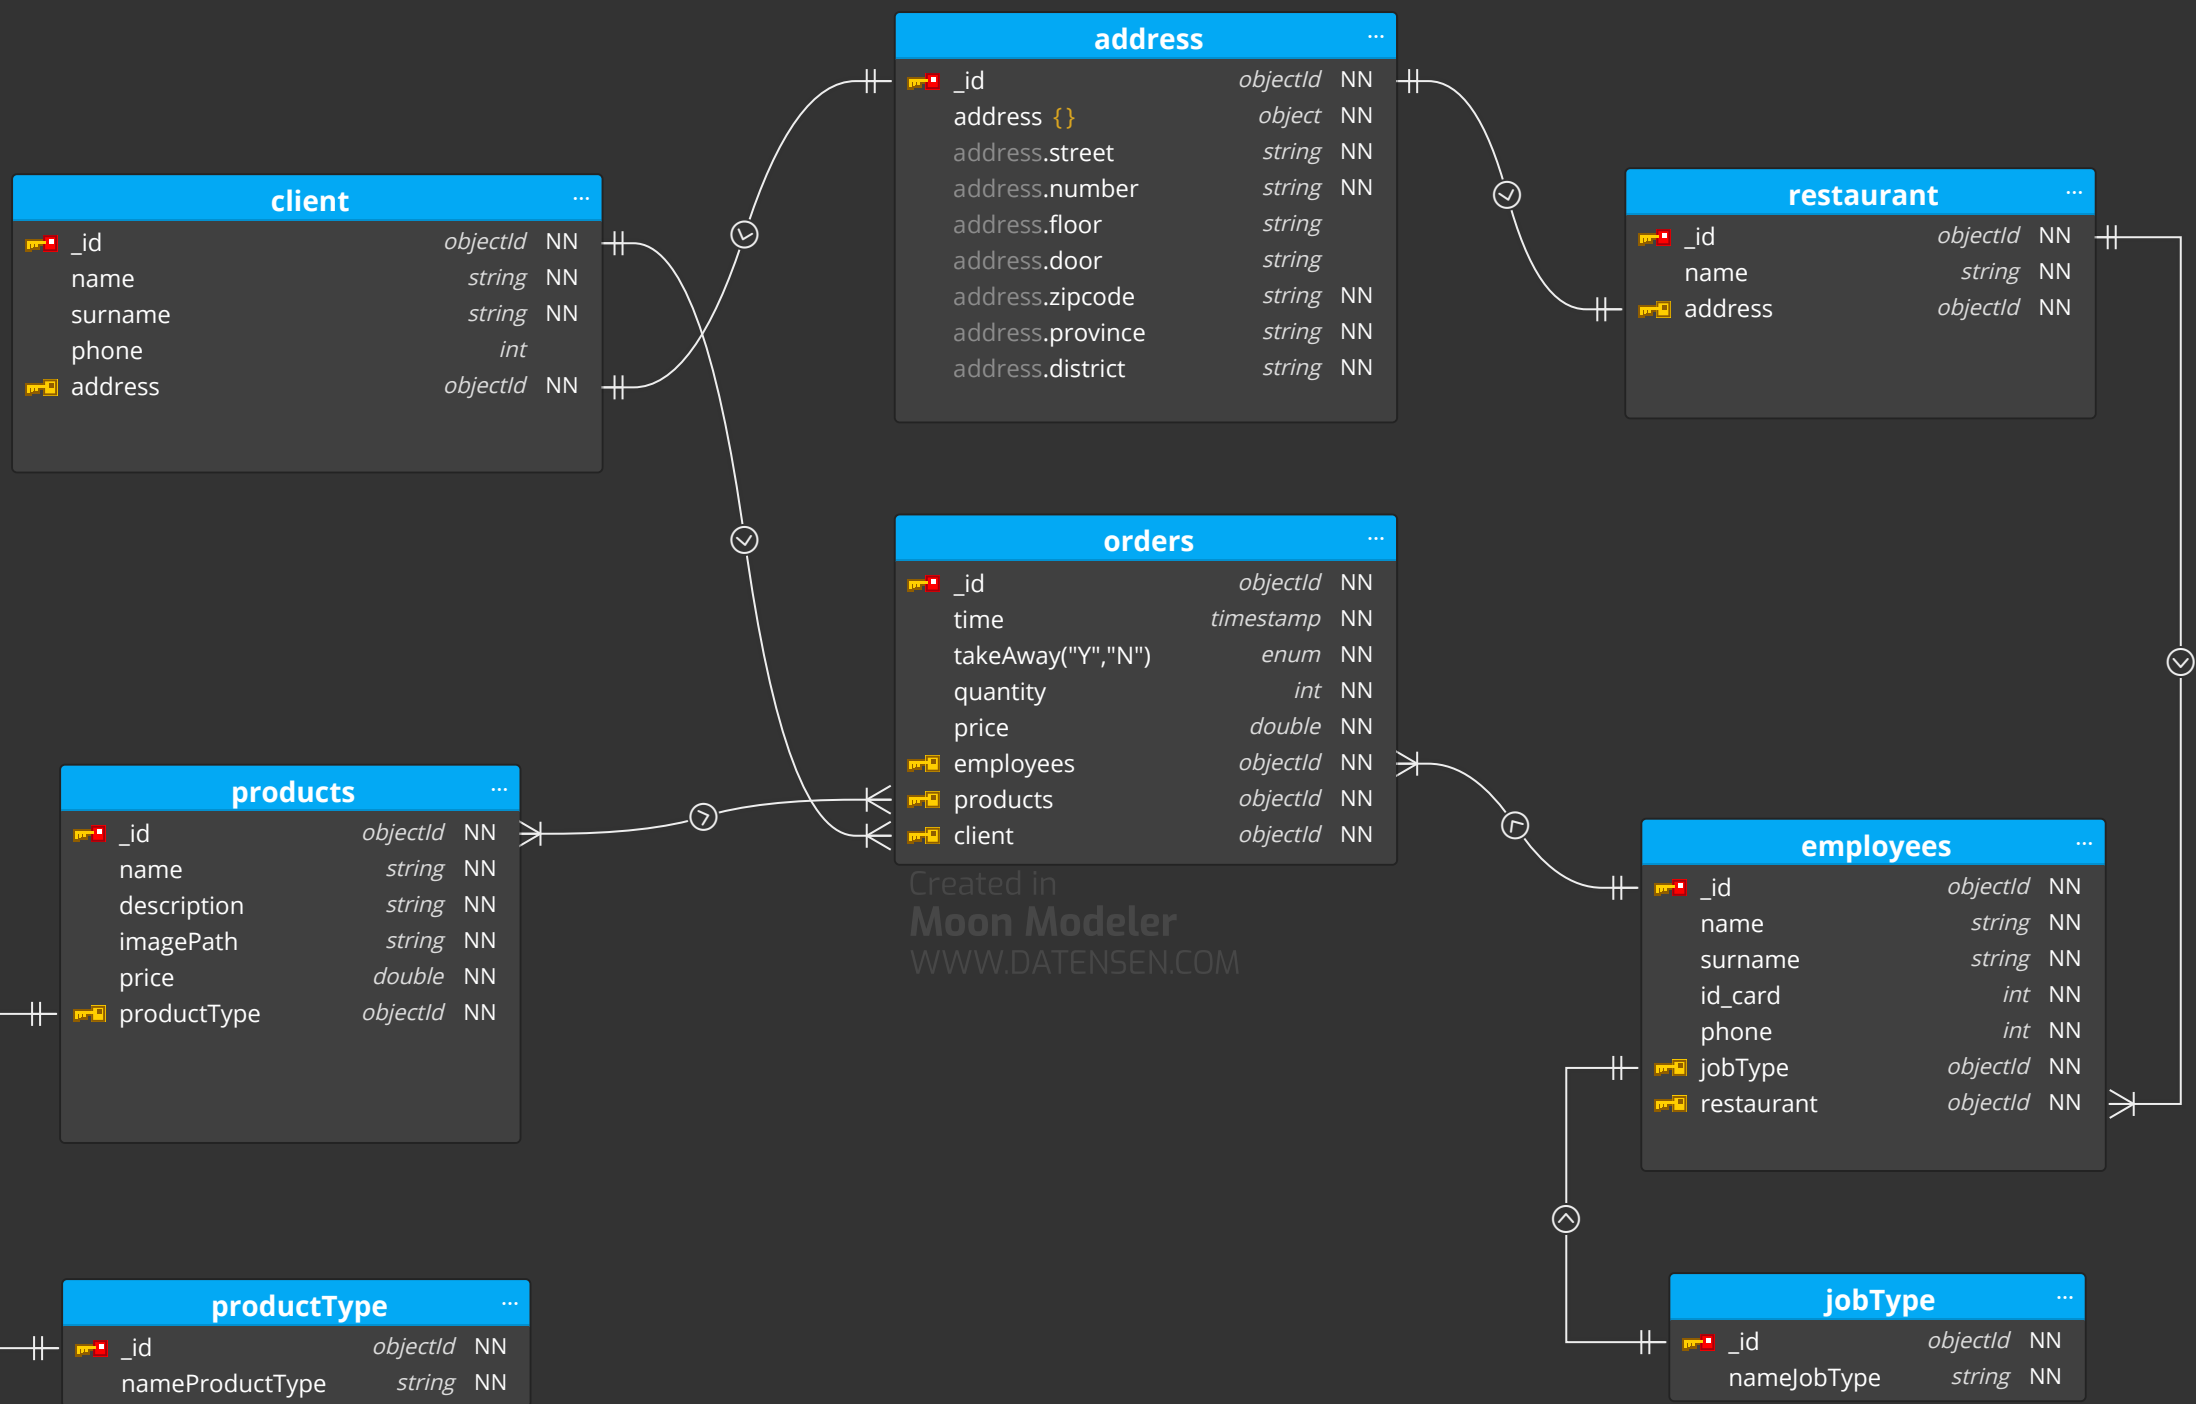 address ...
_id objectId NN
address {} object NN
address.street string NN
address.number string NN
address.floor string
address.door string
address.zipcode string NN
address.province string NN
address.district string NN
client ...
_id objectId NN
name string NN
surname string NN
phone int
address objectId NN
restaurant ...
_id objectId NN
name string NN
address objectId NN
orders ...
_id objectId NN
time timestamp NN
takeAway("Y","N") enum NN
quantity int NN
price double NN
employees objectId NN
products objectId NN
client objectId NN
Created in
Moon Modeler
WWW.DATENSEN.COM
products ...
_id objectId NN
name string NN
description string NN
imagePath string NN
price double NN
productType objectId NN
employees ...
_id objectId NN
name string NN
surname string NN
id_card int NN
phone int NN
jobType objectId NN
restaurant objectId NN
productType ...
_id objectId NN
nameProductType string NN
jobType ...
_id objectId NN
nameJobType string NN